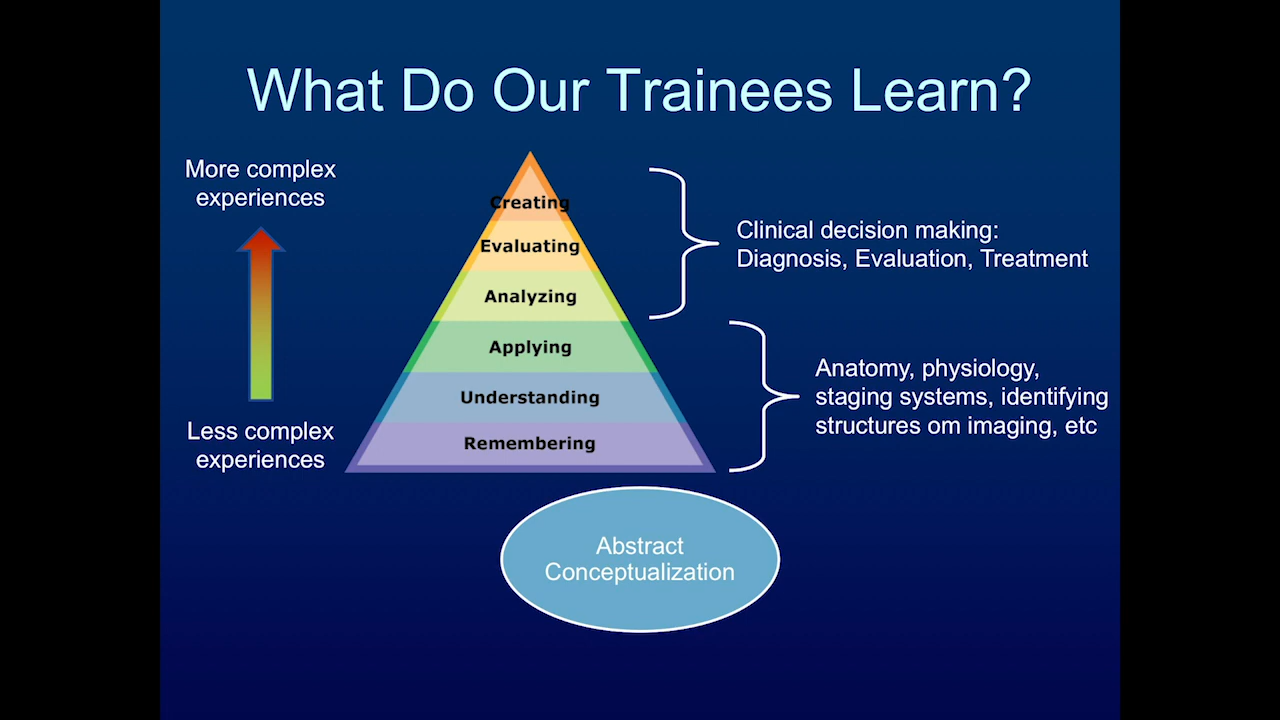 What Do Our Trainees Learn?
More complex
experiences
Less complex
experiences
Creating
Evaluating
Analyzing
Applying
Understanding
Remembering
Clinical decision making:
Diagnosis, Evaluation, Treatment
Anatomy, physiology,
staging systems, identifying
structures om imaging, etc
Abstract
Conceptualization